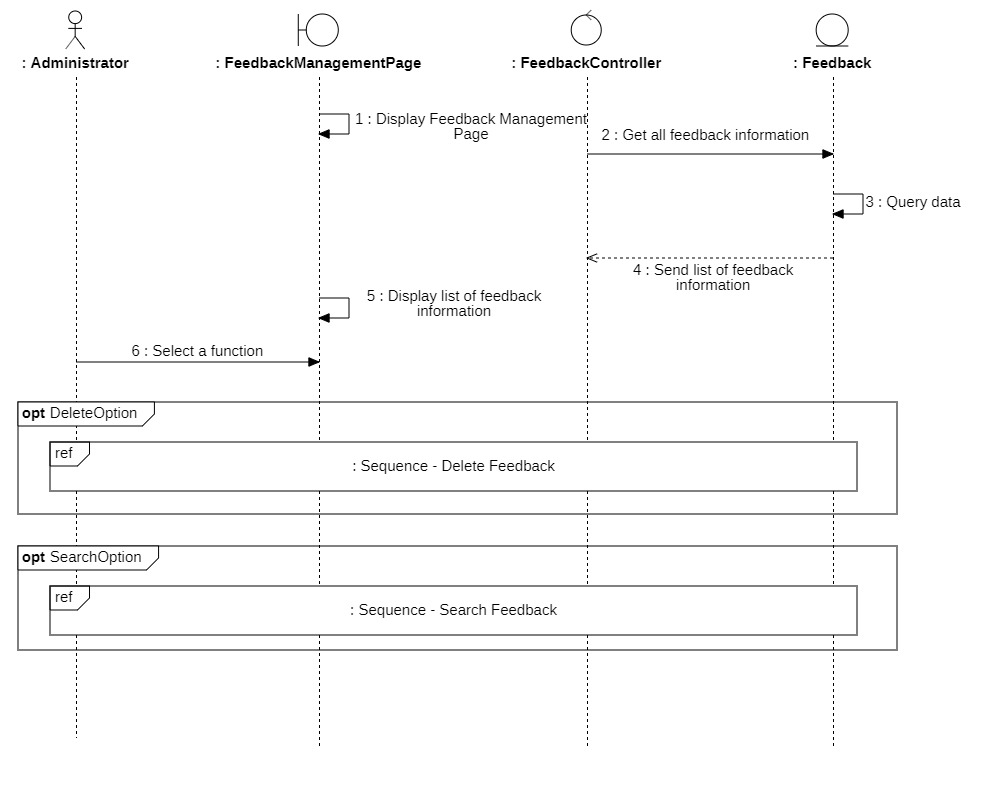 : Administrator
: FeedbackManagementPage
: FeedbackController
: Feedback
1 : Display Feedback Management
Page
2 : Get all feedback information
3 : Query data
4 : Send list of feedback
information
5 : Display list of feedback
information
6 : Select a function
opt DeleteOption
ref
: Sequence - Delete Feedback
opt SearchOption
ref
: Sequence - Search Feedback